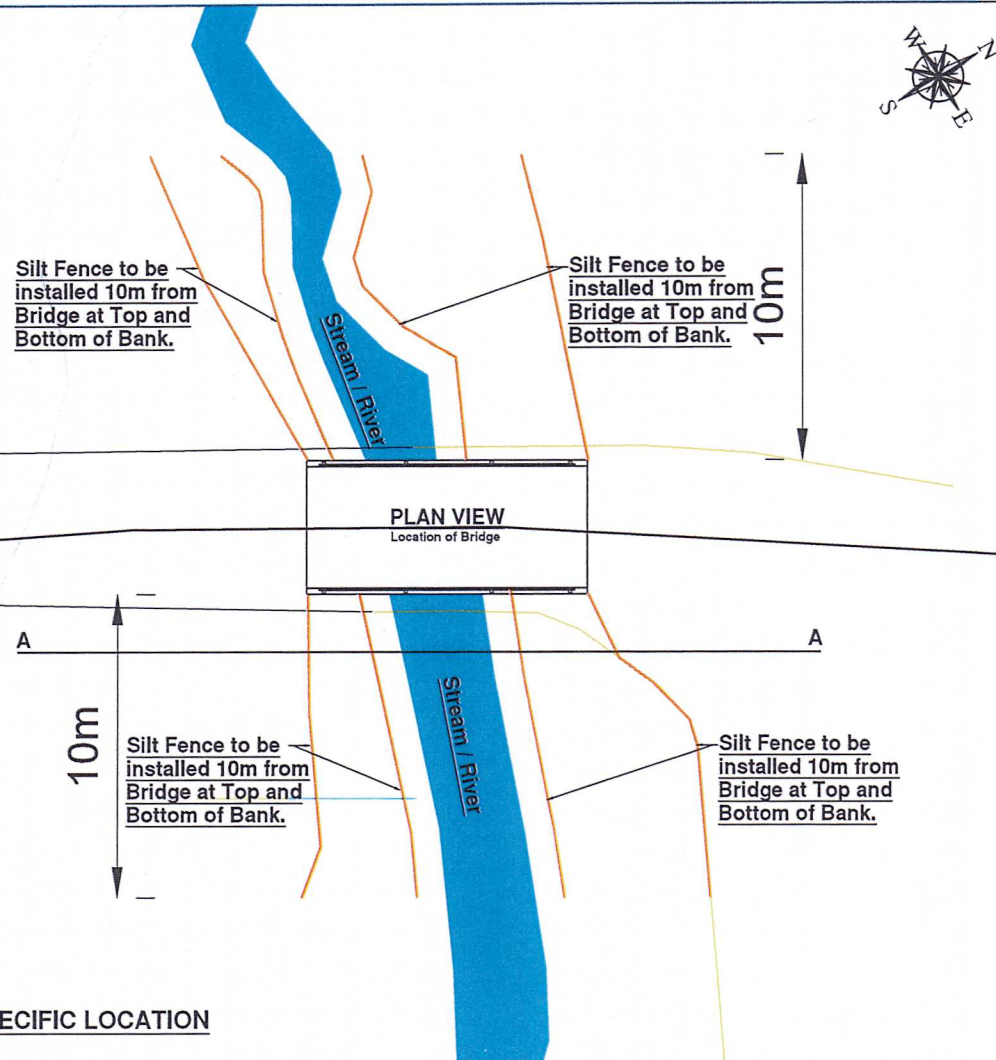 W
N
S
E
Silt Fence to be
installed 10m from
Bridge at Top and
Bottom of Bank.
Silt Fence to be
installed 10m from
Bridge at Top and
Bottom of Bank.
10m
Stream / River
PLAN VIEW
Location of Bridge
A
A
10m
Stream / River
Silt Fence to be
installed 10m from
Bridge at Top and
Bottom of Bank.
Silt Fence to be
installed 10m from
Bridge at Top and
Bottom of Bank.
ECIFIC LOCATION